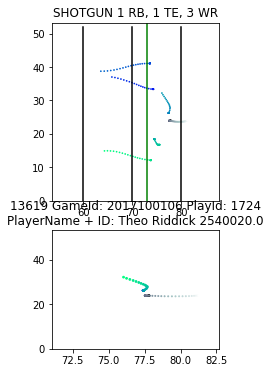 SHOTGUN 1 RB, 1 TE, 3 WR
50
40
30
20
10
0
60 70 80
13619 GameId: 2017100106 PlayId: 1724
PlayerName + ID: Theo Riddick 2540020.0
40
20
0
72.5 75.0 77.5 80.0 82.5